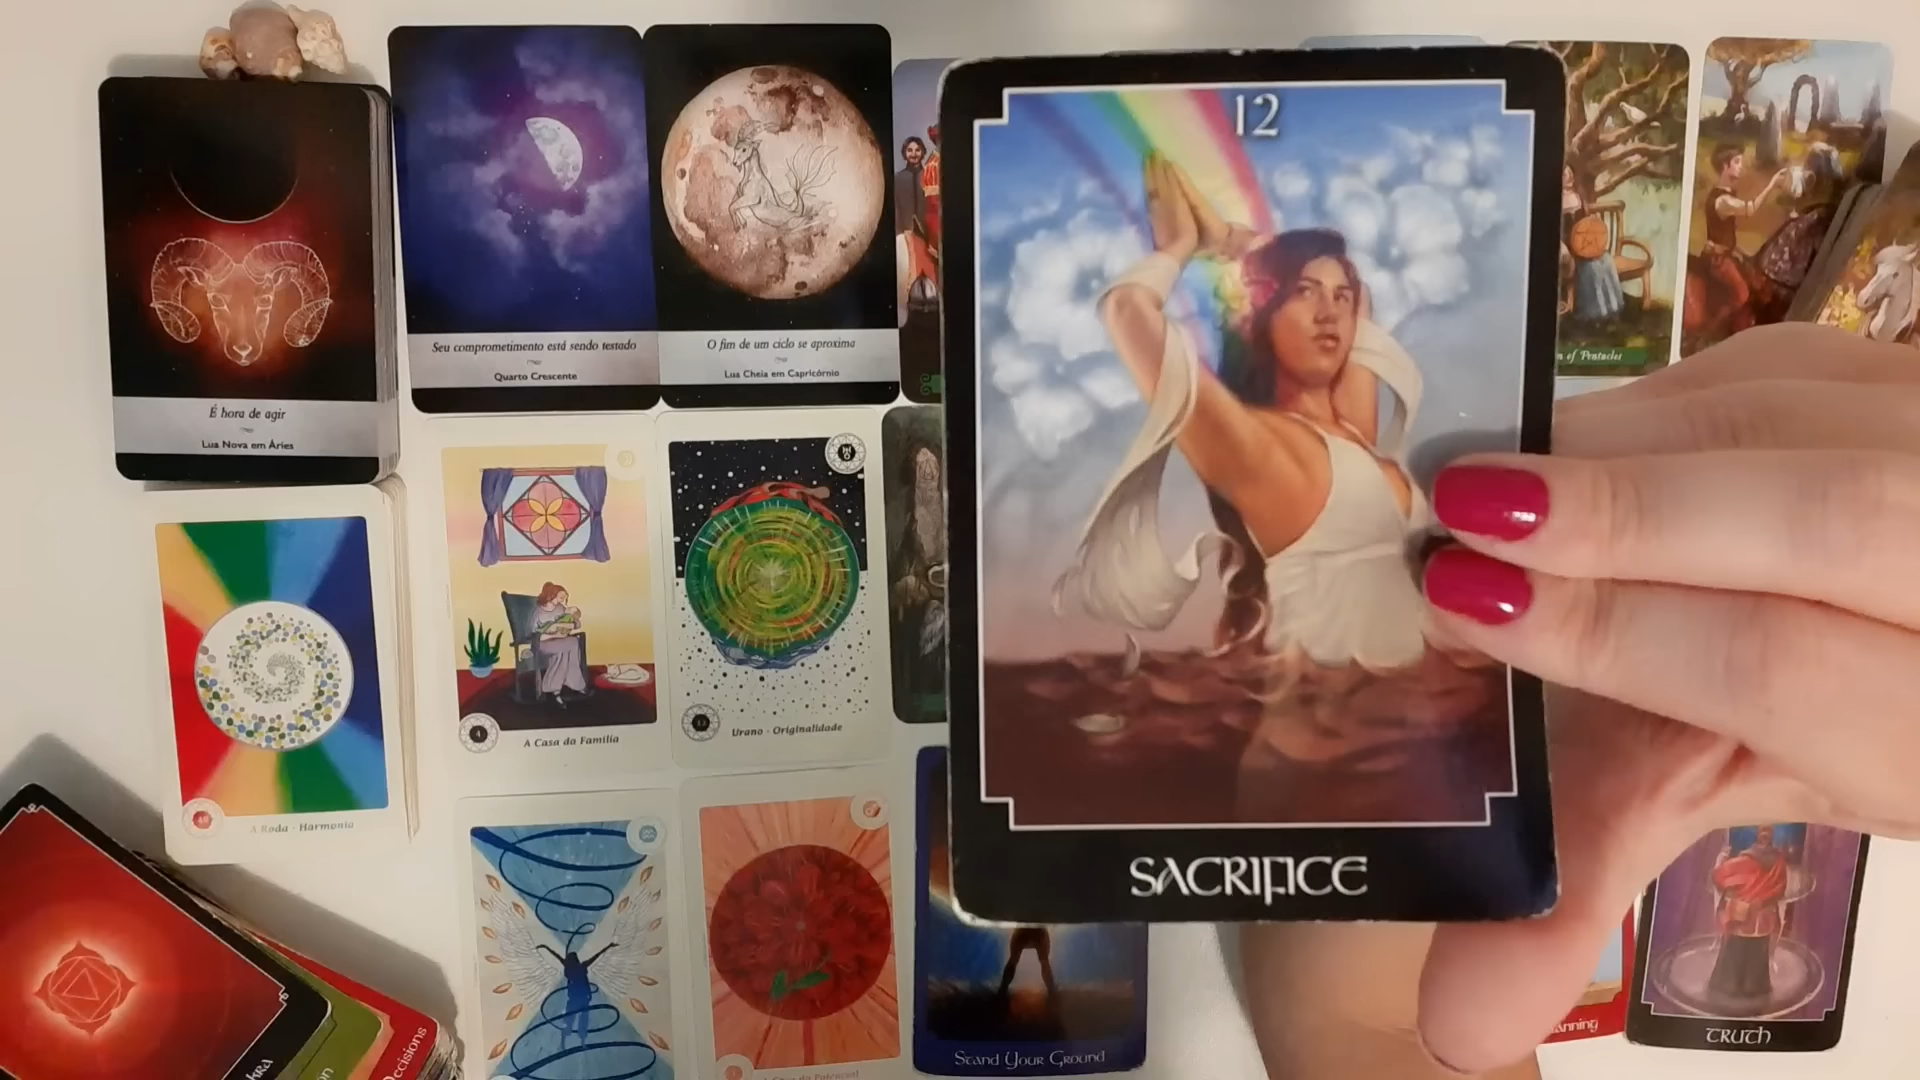 12
SACRIFICE
Seu comprometimento está sendo testado
Quarto Crescente
O fim de um ciclo se aproxima
Lua Cheia em Capricórnio
É hora de agir
Lua Nova em Áries
of Pentacles
4
A Casa da Família
Urano - Originalidade
A Roda - Harmonia
Stand Your Ground
TRUTH